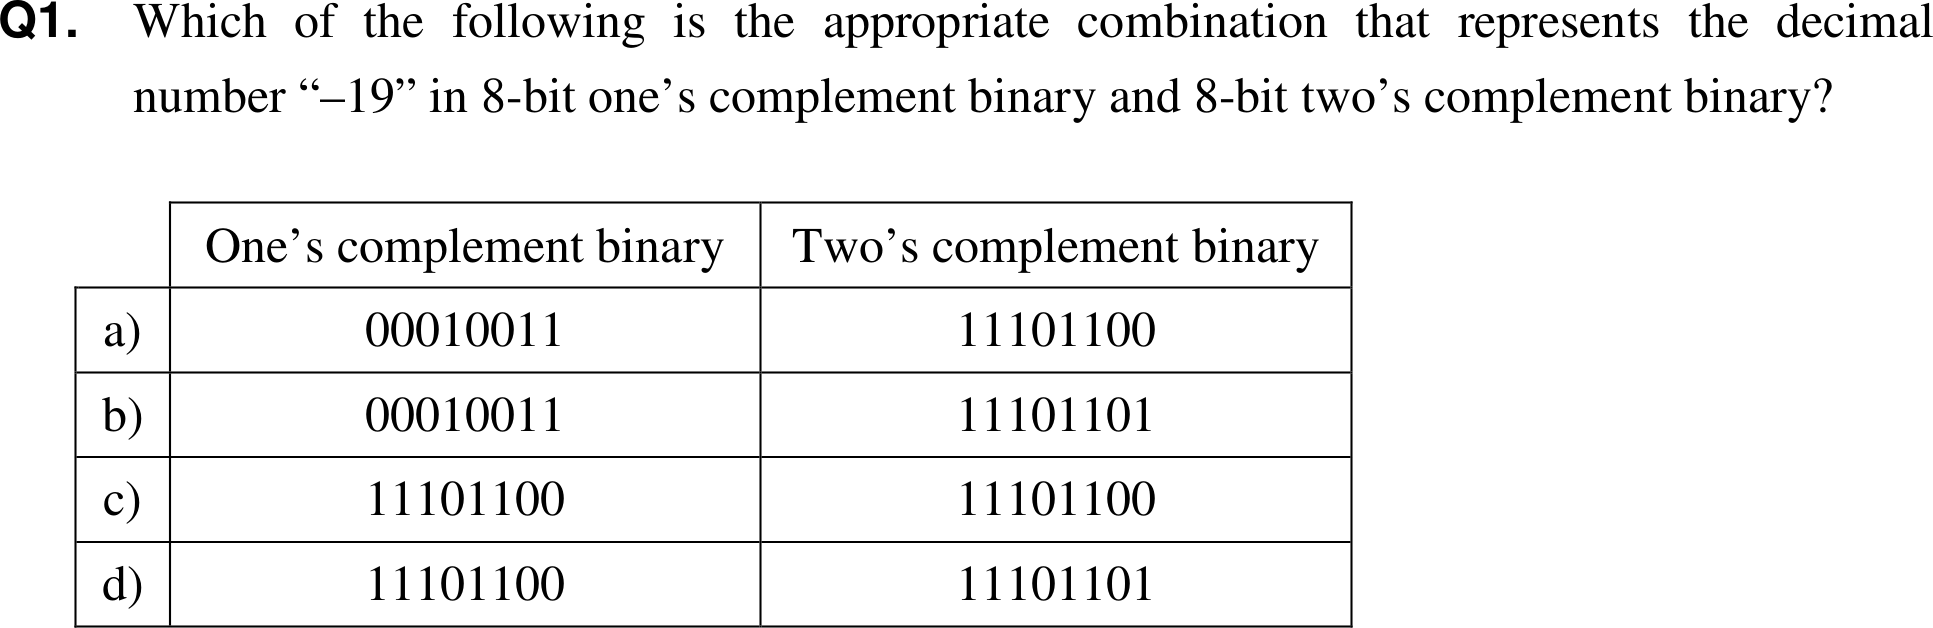 Q1. Which of the following is the appropriate combination that represents the decimal
number “–19” in 8-bit one’s complement binary and 8-bit two’s complement binary?
One’s complement binary Two’s complement binary
a) 00010011 11101100
b) 00010011 11101101
c) 11101100 11101100
d) 11101100 11101101